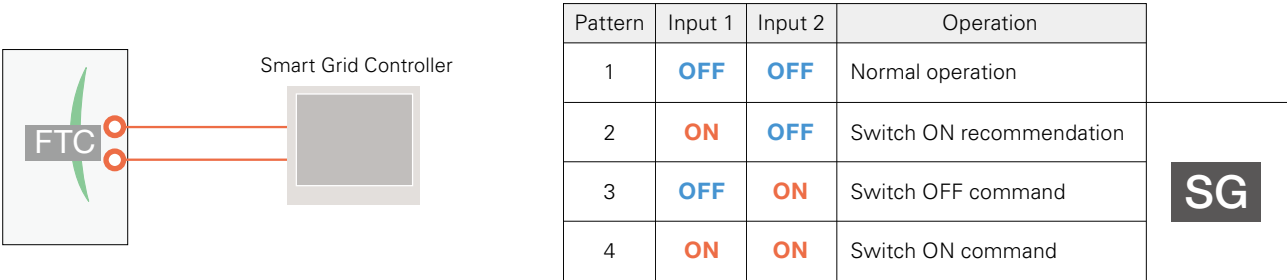 Smart Grid Controller
FTC
Pattern Input 1 Input 2 Operation
1 OFF OFF Normal operation
2 ON OFF Switch ON recommendation
3 OFF ON Switch OFF command
4 ON ON Switch ON command
SG